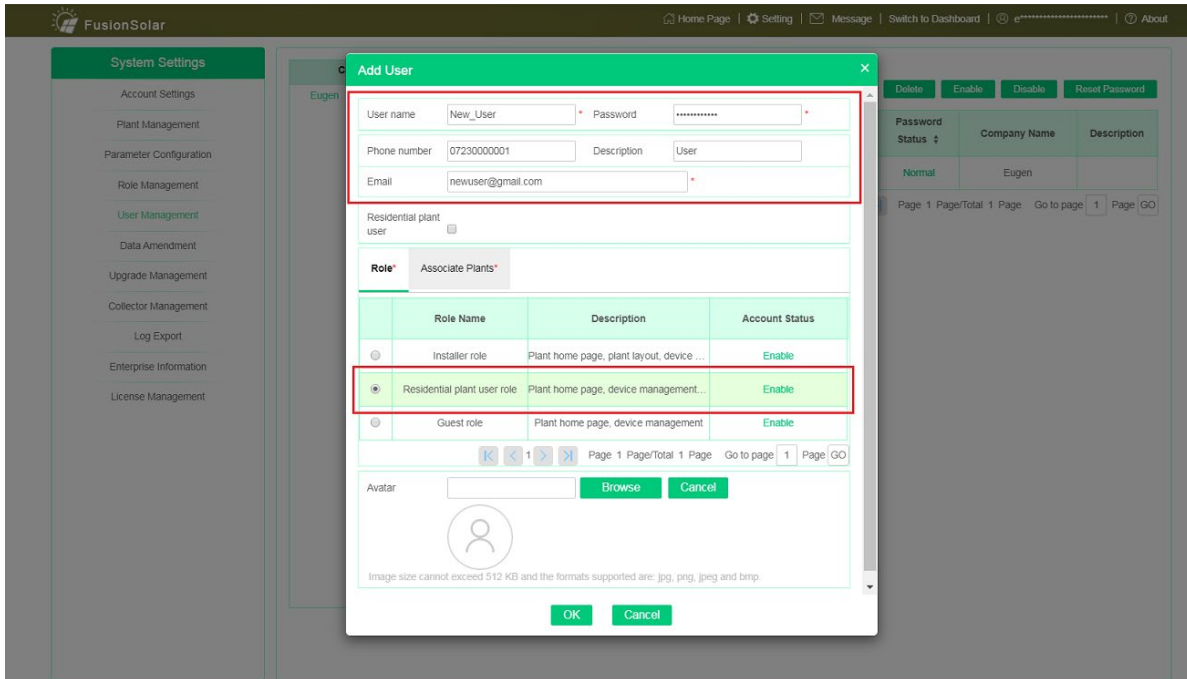 FusionSolar
Home Page | Setting | Message | Switch to Dashboard | e************************ | About
System Settings
Account Settings
Plant Management
Parameter Configuration
Role Management
User Management
Data Amendment
Upgrade Management
Collector Management
Log Export
Enterprise Information
License Management
Eugen
Delete Enable Disable Reset Password
Password Status Company Name Description
Normal Eugen
Page 1 Page/Total 1 Page Go to page 1 Page GO
Add User ×
User name New_User * Password •••••••••••• *
Phone number 07230000001 Description User
Email newuser@gmail.com *
Residential plant
user
Role* Associate Plants*
Role Name Description Account Status
Installer role Plant home page, plant layout, device ... Enable
Residential plant user role Plant home page, device management... Enable
Guest role Plant home page, device management Enable
1 Page 1 Page/Total 1 Page Go to page 1 Page GO
Avatar Browse Cancel
Image size cannot exceed 512 KB and the formats supported are: jpg, png, jpeg and bmp.
OK Cancel